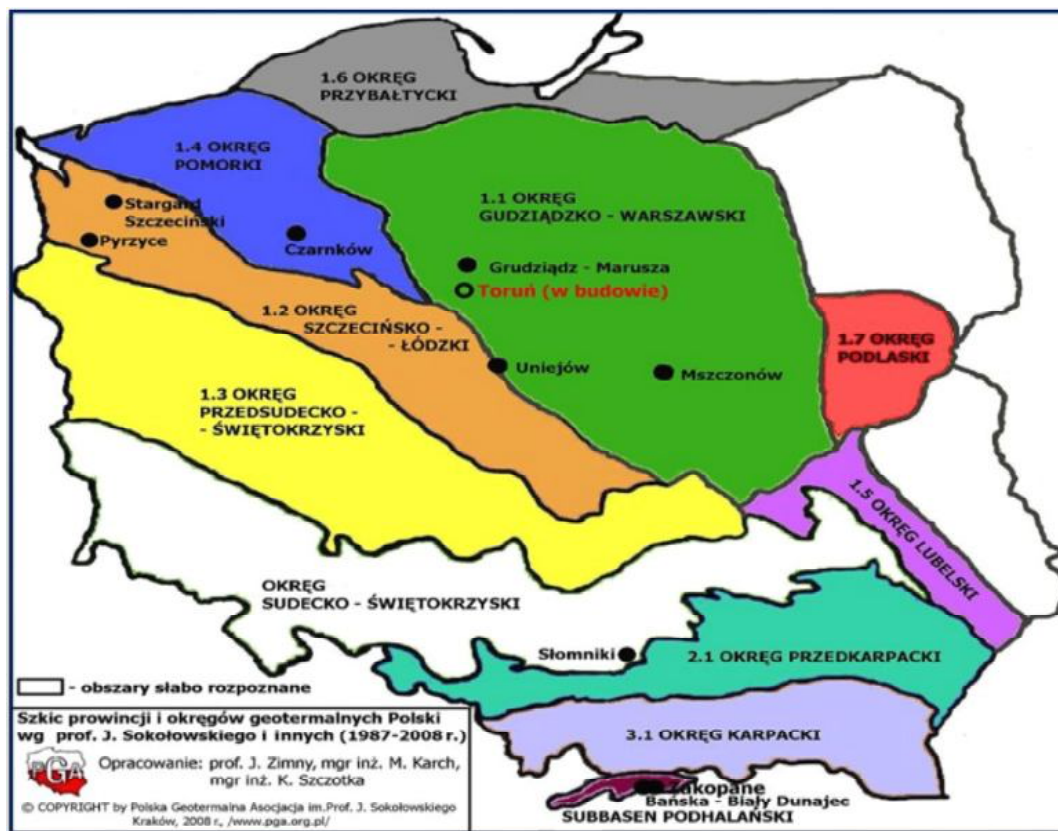 1.6 OKRĘG
PRZYBAŁTYCKI
1.4 OKRĘG
POMORKI
1.1 OKRĘG
GUDZIĄDZKO - WARSZAWSKI
Stargard
Szczeciński
Pyrzyce
Czarnków
Grudziądz - Marusza
Toruń (w budowie)
1.2 OKRĘG
SZCZECIŃSKO -
- ŁÓDZKI
1.7 OKRĘG
PODLASKI
Uniejów
Mszczonów
1.3 OKRĘG
PRZEDSUDECKO -
- ŚWIĘTOKRZYSKI
1.5 OKRĘG LUBELSKI
OKRĘG
SUDECKO - ŚWIĘTOKRZYSKI
Słomniki
2.1 OKRĘG PRZEDKARPACKI
- obszary słabo rozpoznane
3.1 OKRĘG KARPACKI
Zakopane
Bańska - Biały Dunajec
SUBBASEN PODHALAŃSKI
Szkic prowincji i okręgów geotermalnych Polski
wg prof. J. Sokołowskiego i innych (1987-2008 r.)
PGA
Opracowanie: prof. J. Zimny, mgr inż. M. Karch,
mgr inż. K. Szczotka
© COPYRIGHT by Polska Geotermalna Asocjacja im.Prof. J. Sokołowskiego
Kraków, 2008 r., /www.pga.org.pl/